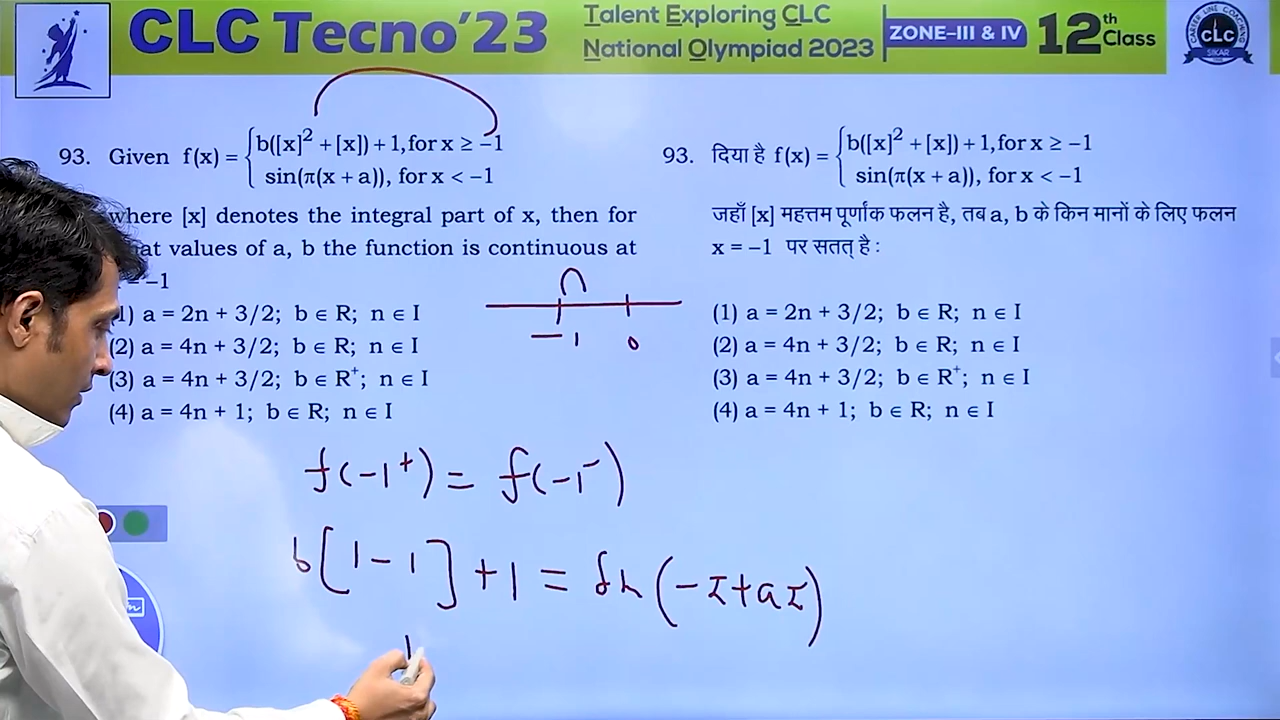 CLC Tecno’23
Talent Exploring CLC
National Olympiad 2023
ZONE–III & IV
12th Class
CAREER LINE COACHING
CLC
SIKAR
93. Given f(x) = { b([x]² + [x]) + 1, for x ≥ –1
sin(π(x + a)), for x < –1
where [x] denotes the integral part of x, then for
values of a, b the function is continuous at
–1
1) a = 2n + 3/2; b ∈ R; n ∈ I
(2) a = 4n + 3/2; b ∈ R; n ∈ I
(3) a = 4n + 3/2; b ∈ R⁺; n ∈ I
(4) a = 4n + 1; b ∈ R; n ∈ I
93. दिया है f(x) = { b([x]² + [x]) + 1, for x ≥ –1
sin(π(x + a)), for x < –1
जहाँ [x] महत्तम पूर्णांक फलन है, तब a, b के किन मानों के लिए फलन
x = –1 पर सतत् है :
(1) a = 2n + 3/2; b ∈ R; n ∈ I
(2) a = 4n + 3/2; b ∈ R; n ∈ I
(3) a = 4n + 3/2; b ∈ R⁺; n ∈ I
(4) a = 4n + 1; b ∈ R; n ∈ I
–1 0
f(-1⁺) = f(-1⁻)
b[1-1] + 1 = sin(-π+aπ)
1